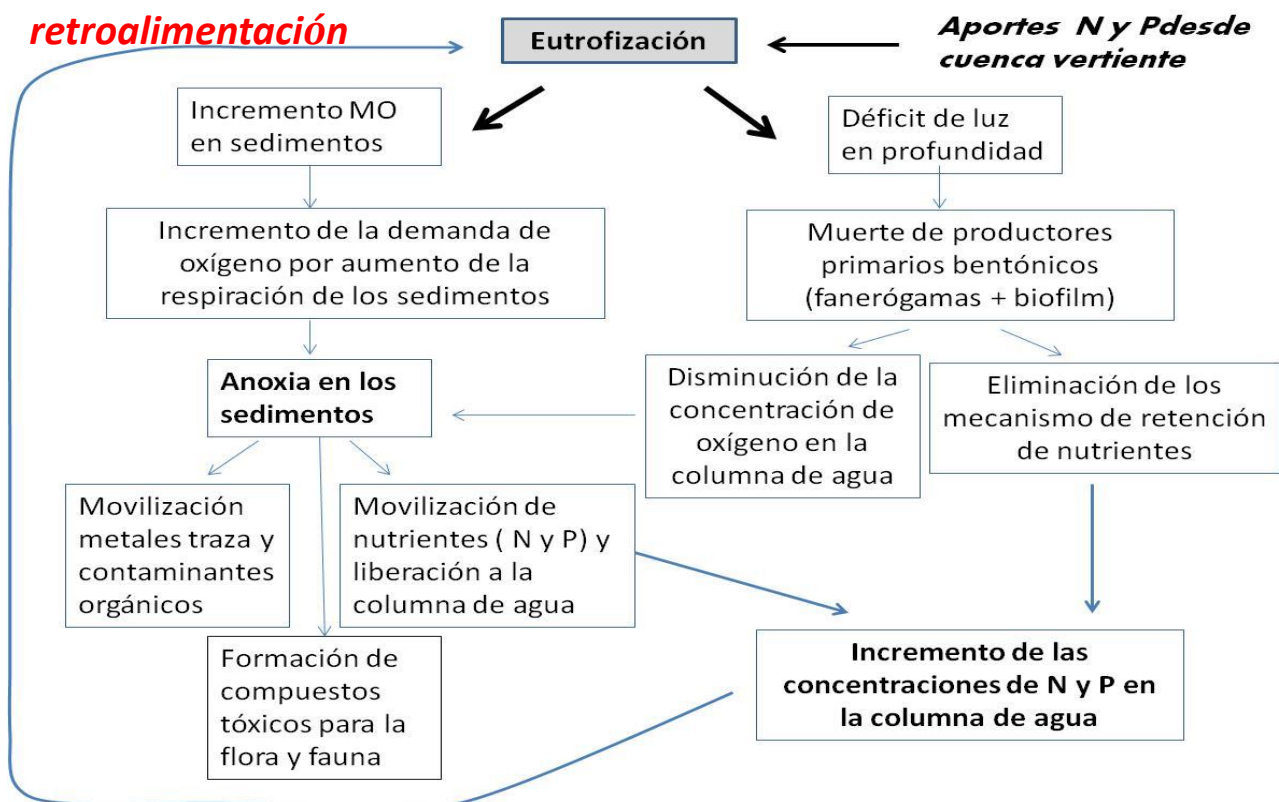 retroalimentación
Eutrofización
Aportes N y Pdesde
cuenca vertiente
Incremento MO
en sedimentos
Déficit de luz
en profundidad
Incremento de la demanda de
oxígeno por aumento de la
respiración de los sedimentos
Muerte de productores
primarios bentónicos
(fanerógamas + biofilm)
Anoxia en los
sedimentos
Disminución de la
concentración de
oxígeno en la
columna de agua
Eliminación de los
mecanismo de retención
de nutrientes
Movilización
metales traza y
contaminantes
orgánicos
Movilización de
nutrientes ( N y P) y
liberación a la
columna de agua
Formación de
compuestos
tóxicos para la
flora y fauna
Incremento de las
concentraciones de N y P en
la columna de agua